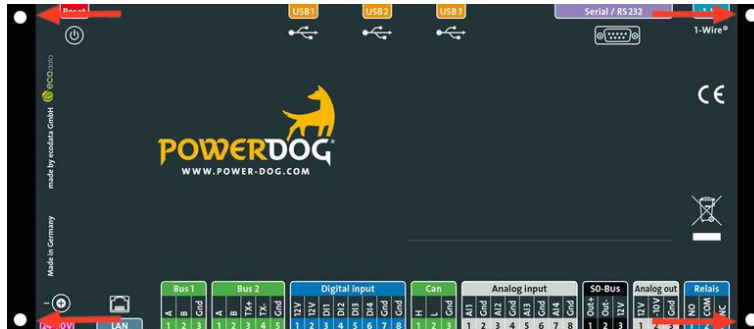 Reset
USB1
USB2
USB3
Serial / RS232
1-Wire®
CE
made by ecodata GmbH
ecodata
POWERDOG
WWW.POWER-DOG.COM
Made in Germany
Bus 1
A B Gnd
1 2 3
Bus 2
A B TX+ TX- Gnd
1 2 3 4 5
Digital input
12V 12V DI1 DI2 DI3 DI4 Gnd Gnd
1 2 3 4 5 6 7 8
Can
H L Gnd
1 2 3
Analog input
AI1 Gnd AI2 Gnd AI3 Gnd AI4 Gnd
1 2 3 4 5 6 7 8
S0-Bus
Out+ Out- 12V
1 2 3
Analog out
12V Gnd
Relais
NO COM NC
LAN